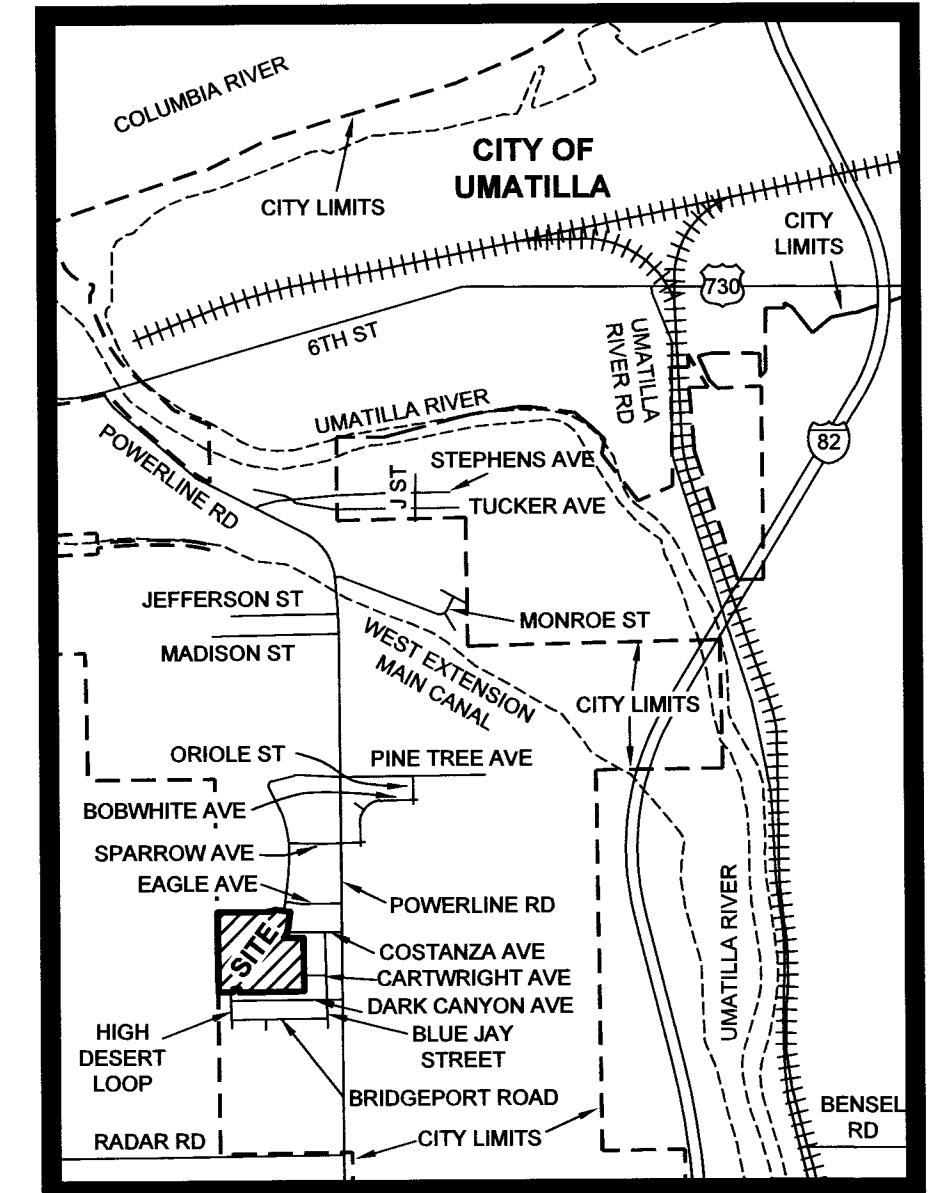 COLUMBIA RIVER
CITY OF
UMATILLA
CITY LIMITS
CITY
LIMITS
730
6TH ST
UMATILLA
RIVER RD
UMATILLA RIVER
82
POWERLINE RD
STEPHENS AVE
J ST
TUCKER AVE
JEFFERSON ST
MONROE ST
MADISON ST
WEST EXTENSION
MAIN CANAL
CITY LIMITS
ORIOLE ST
PINE TREE AVE
BOBWHITE AVE
SPARROW AVE
EAGLE AVE
POWERLINE RD
SITE
COSTANZA AVE
CARTWRIGHT AVE
DARK CANYON AVE
UMATILLA RIVER
HIGH
DESERT
LOOP
BLUE JAY
STREET
BRIDGEPORT ROAD
BENSEL
RD
RADAR RD
CITY LIMITS